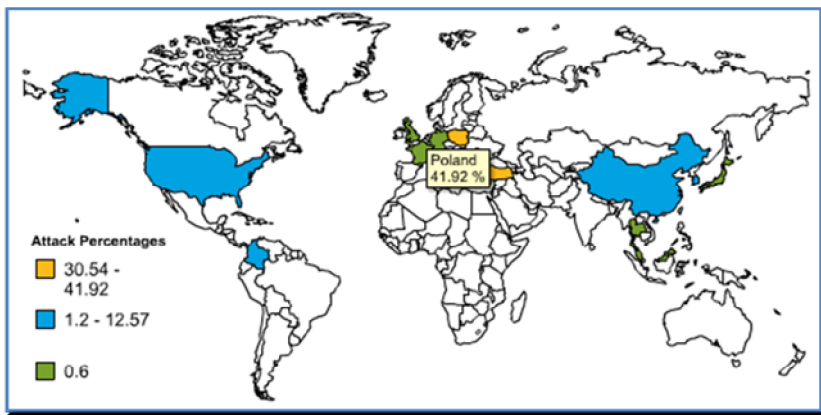 Poland
41.92 %
Attack Percentages
30.54 -
41.92
1.2 - 12.57
0.6